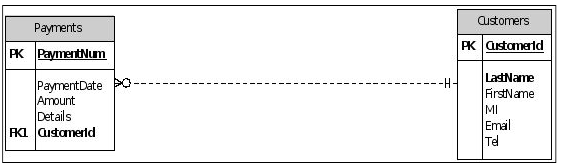 Payments
PK PaymentNum
PaymentDate
Amount
Details
FK1 CustomerId
Customers
PK CustomerId
LastName
FirstName
MI
Email
Tel